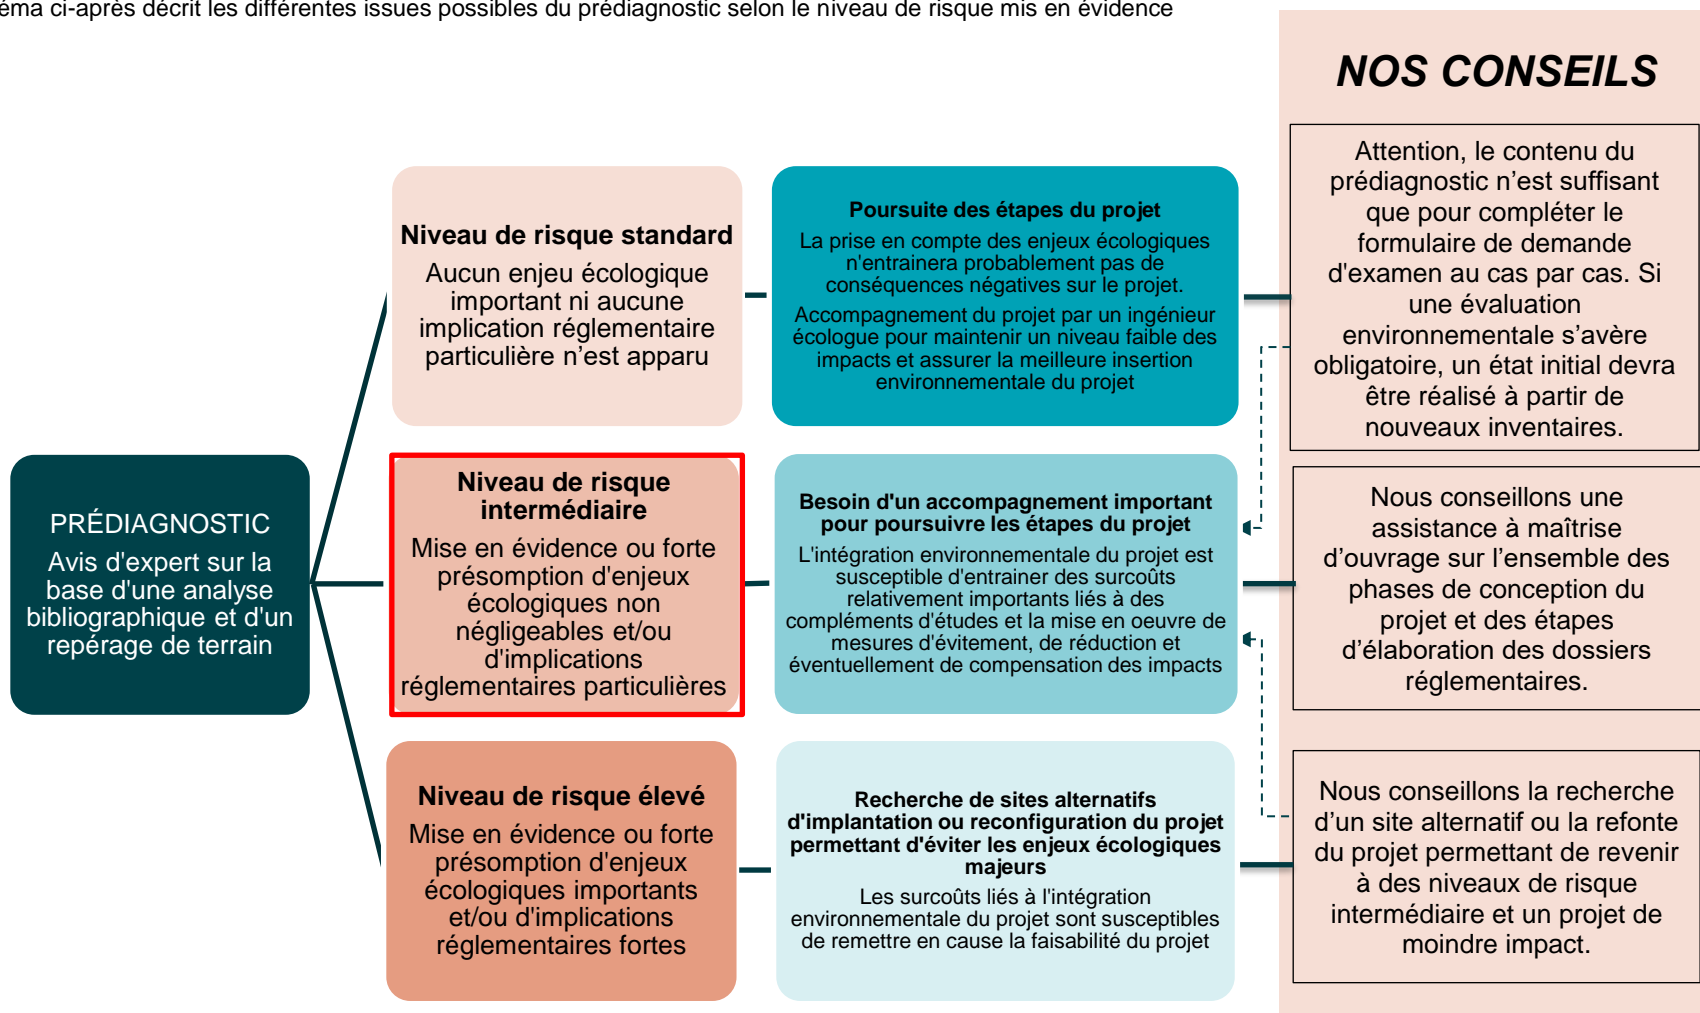 éma ci-après décrit les différentes issues possibles du prédiagnostic selon le niveau de risque mis en évidence
NOS CONSEILS
PRÉDIAGNOSTIC
Avis d'expert sur la
base d'une analyse
bibliographique et d'un
repérage de terrain
Niveau de risque standard
Aucun enjeu écologique
important ni aucune
implication réglementaire
particulière n’est apparu
Poursuite des étapes du projet
La prise en compte des enjeux écologiques
n'entrainera probablement pas de
conséquences négatives sur le projet.
Accompagnement du projet par un ingénieur
écologue pour maintenir un niveau faible des
impacts et assurer la meilleure insertion
environnementale du projet
Attention, le contenu du
prédiagnostic n’est suffisant
que pour compléter le
formulaire de demande
d'examen au cas par cas. Si
une évaluation
environnementale s’avère
obligatoire, un état initial devra
être réalisé à partir de
nouveaux inventaires.
Niveau de risque
intermédiaire
Mise en évidence ou forte
présomption d'enjeux
écologiques non
négligeables et/ou
d'implications
réglementaires particulières
Besoin d'un accompagnement important
pour poursuivre les étapes du projet
L'intégration environnementale du projet est
susceptible d'entrainer des surcoûts
relativement importants liés à des
compléments d'études et la mise en oeuvre de
mesures d'évitement, de réduction et
éventuellement de compensation des impacts
Nous conseillons une
assistance à maîtrise
d’ouvrage sur l’ensemble des
phases de conception du
projet et des étapes
d’élaboration des dossiers
réglementaires.
Niveau de risque élevé
Mise en évidence ou forte
présomption d'enjeux
écologiques importants
et/ou d'implications
réglementaires fortes
Recherche de sites alternatifs
d'implantation ou reconfiguration du projet
permettant d'éviter les enjeux écologiques
majeurs
Les surcoûts liés à l'intégration
environnementale du projet sont susceptibles
de remettre en cause la faisabilité du projet
Nous conseillons la recherche
d’un site alternatif ou la refonte
du projet permettant de revenir
à des niveaux de risque
intermédiaire et un projet de
moindre impact.